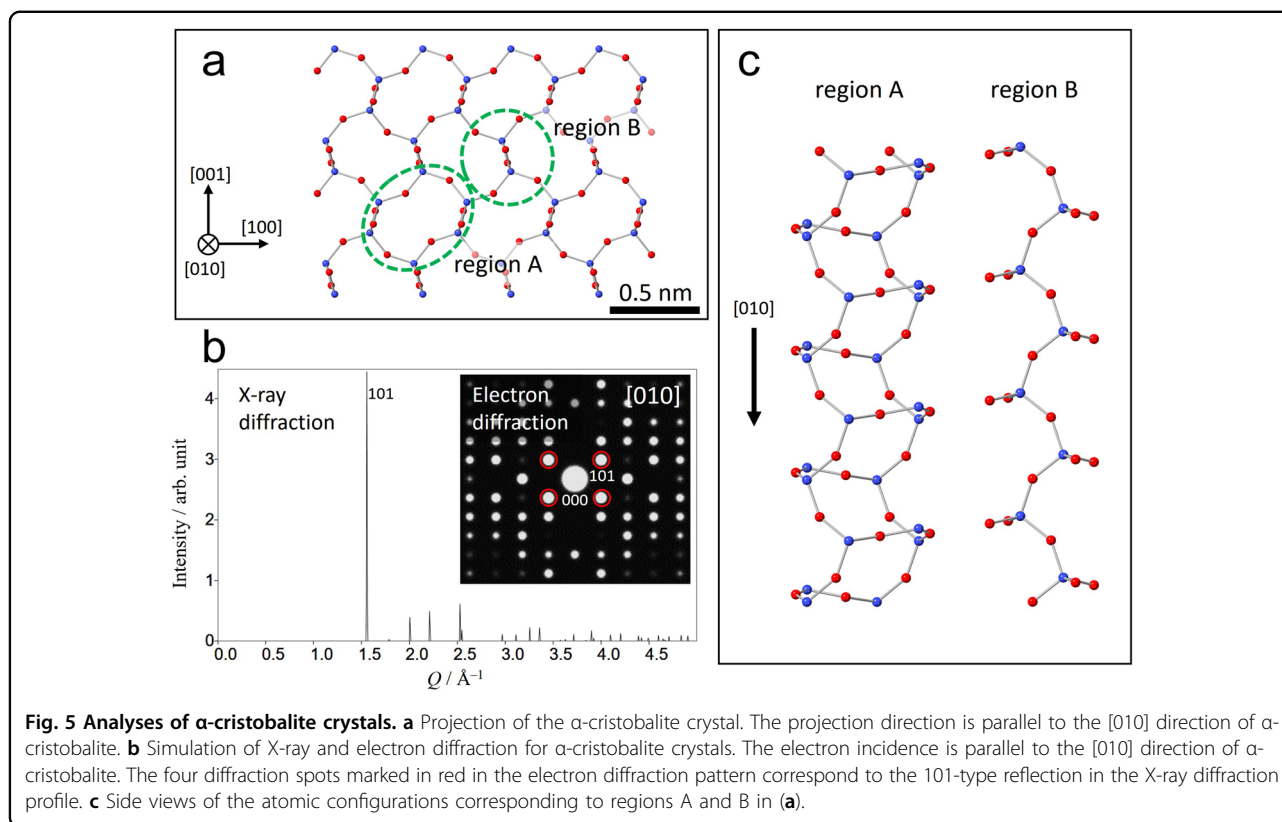 a
region B
[001]
[100]
[010]
region A
0.5 nm
b
X-ray
diffraction
101
Electron
diffraction
[010]
101
000
4
3
2
1
0
Intensity / arb. unit
0.0 0.5 1.0 1.5 2.0 2.5 3.0 3.5 4.0 4.5
Q / Å⁻¹
c
region A region B
[010]
Fig. 5 Analyses of α-cristobalite crystals. a Projection of the α-cristobalite crystal. The projection direction is parallel to the [010] direction of α-
cristobalite. b Simulation of X-ray and electron diffraction for α-cristobalite crystals. The electron incidence is parallel to the [010] direction of α-
cristobalite. The four diffraction spots marked in red in the electron diffraction pattern correspond to the 101-type reflection in the X-ray diffraction
profile. c Side views of the atomic configurations corresponding to regions A and B in (a).